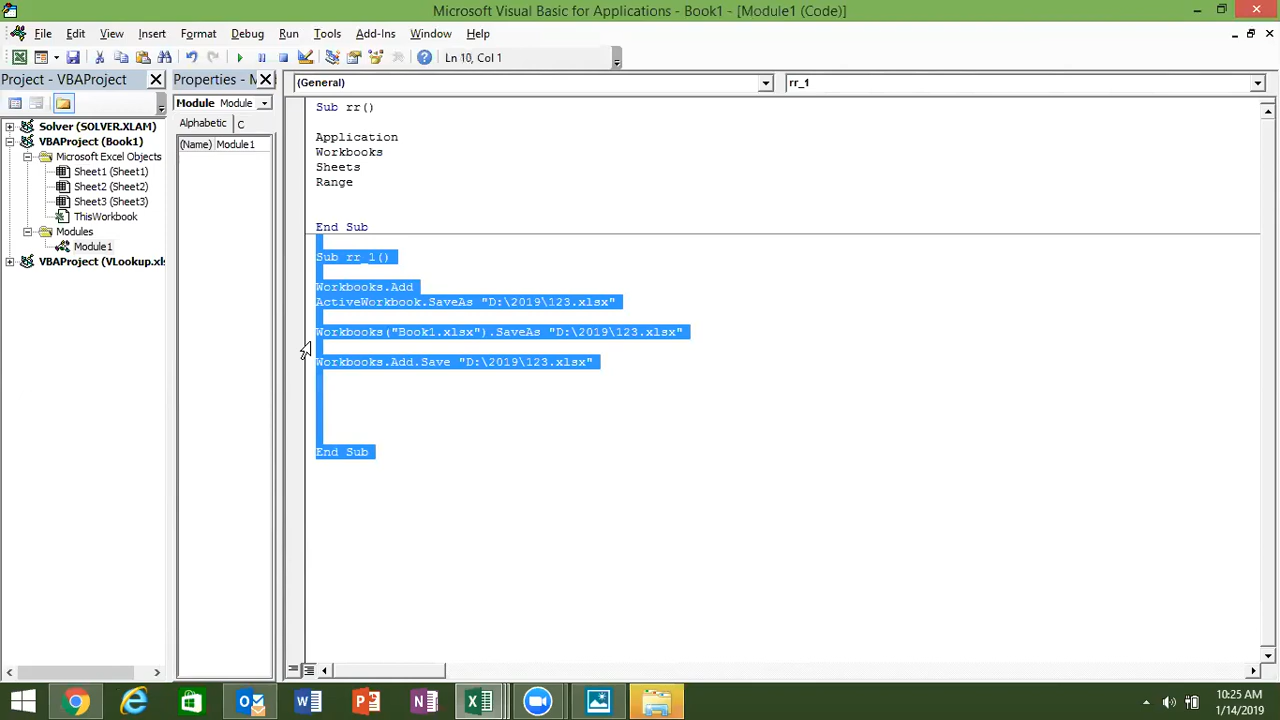 Microsoft Visual Basic for Applications - Book1 - [Module1 (Code)]
File Edit View Insert Format Debug Run Tools Add-Ins Window Help
Ln 10, Col 1
Project - VBAProject
Properties - M
(General)
rr_1
Module Module
Alphabetic C
(Name) Module1
Solver (SOLVER.XLAM)
VBAProject (Book1)
Microsoft Excel Objects
Sheet1 (Sheet1)
Sheet2 (Sheet2)
Sheet3 (Sheet3)
ThisWorkbook
Modules
Module1
VBAProject (VLookup.xls
Sub rr()
Application
Workbooks
Sheets
Range
End Sub
Sub rr_1()
Workbooks.Add
ActiveWorkbook.SaveAs "D:\2019\123.xlsx"
Workbooks("Book1.xlsx").SaveAs "D:\2019\123.xlsx"
Workbooks.Add.Save "D:\2019\123.xlsx"
End Sub
10:25 AM
1/14/2019